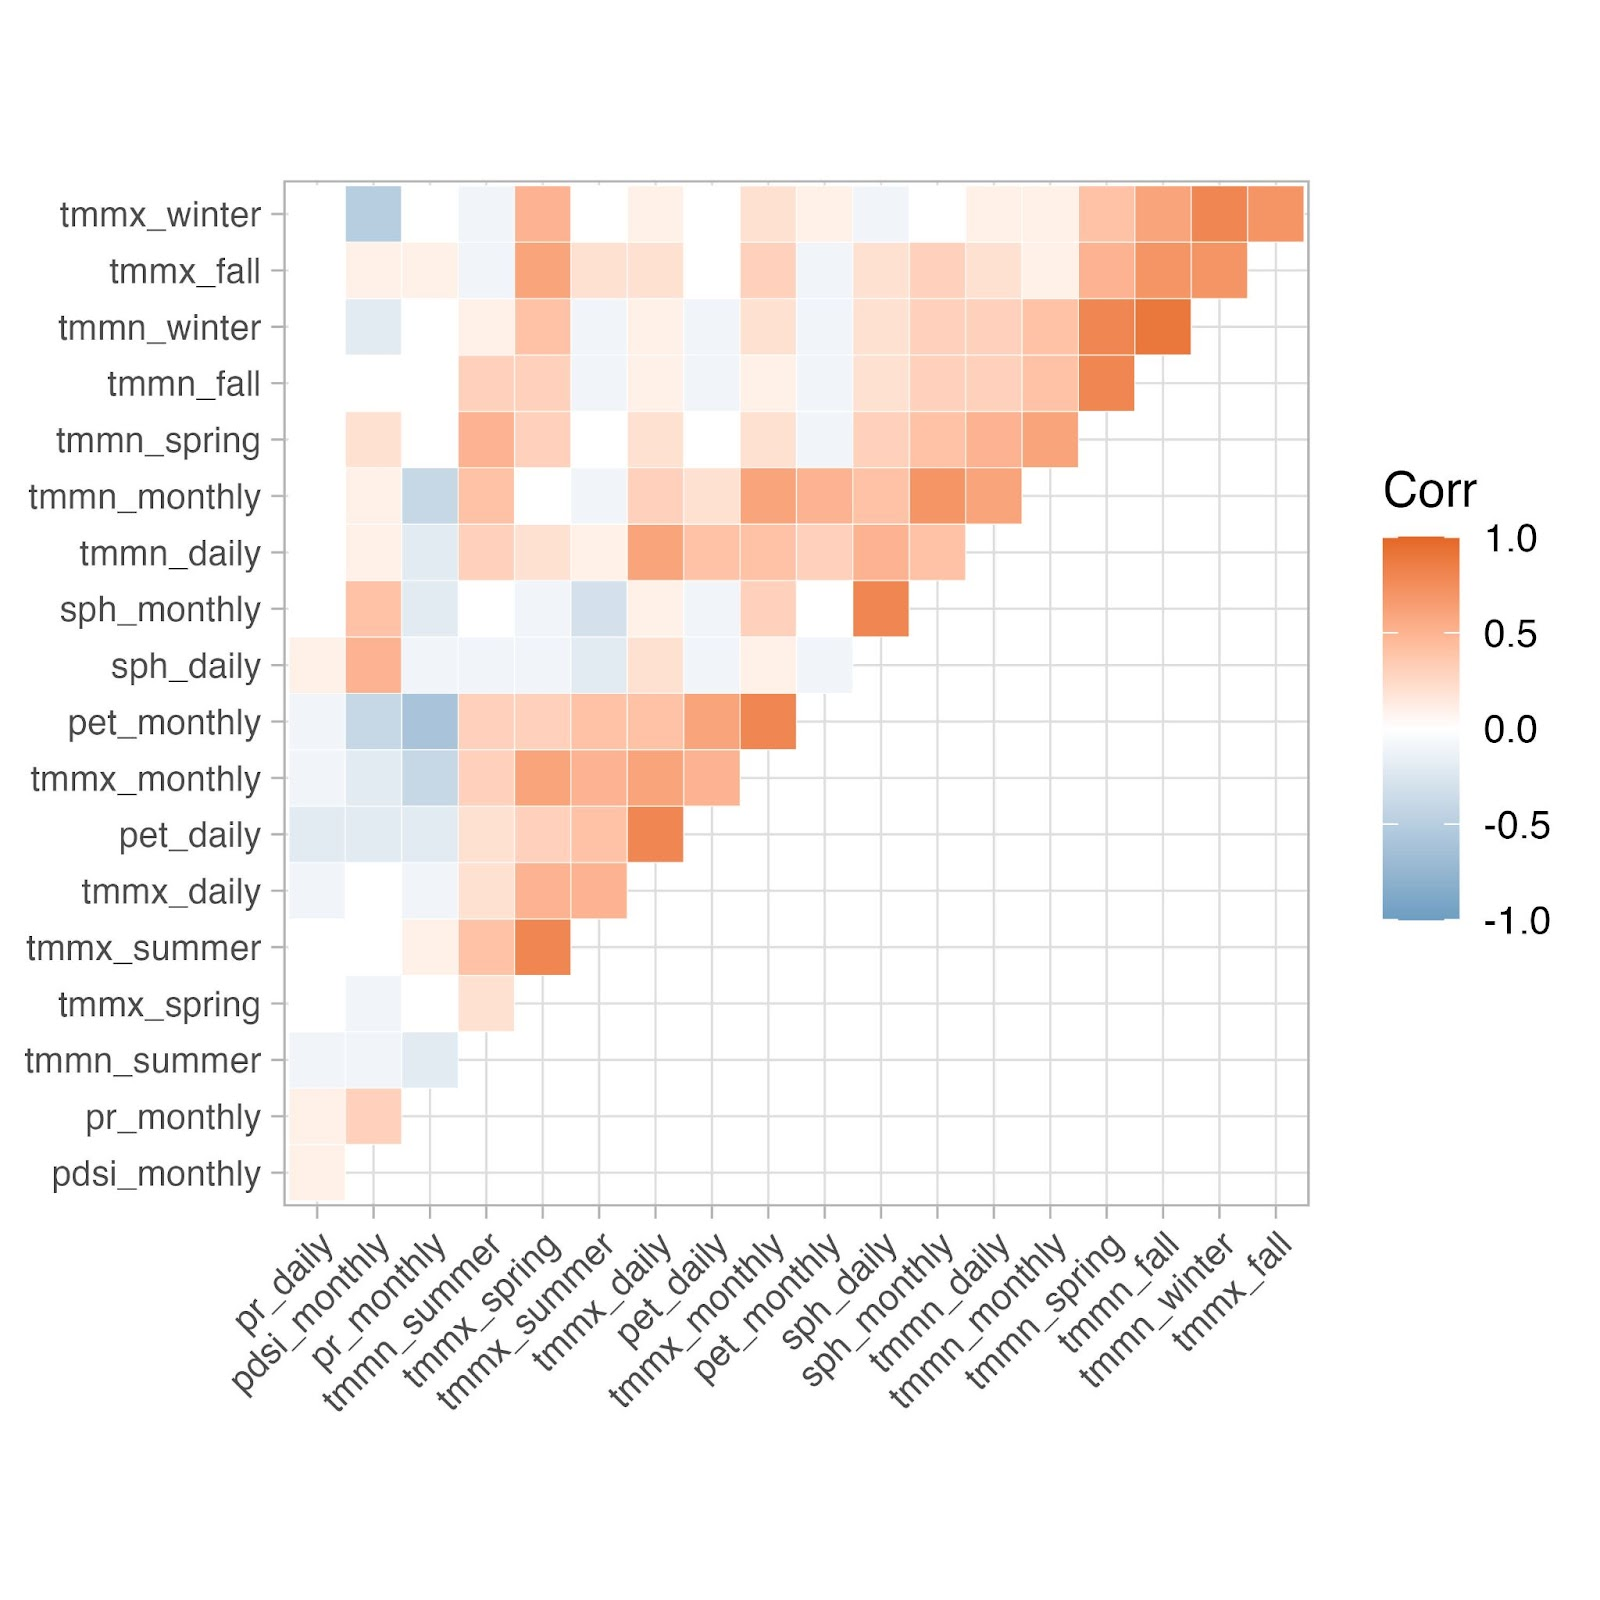 tmmx_winter
tmmx_fall
tmmn_winter
tmmn_fall
tmmn_spring
tmmn_monthly
tmmn_daily
sph_monthly
sph_daily
pet_monthly
tmmx_monthly
pet_daily
tmmx_daily
tmmx_summer
tmmx_spring
tmmn_summer
pr_monthly
pdsi_monthly
pr_daily
pdsi_monthly
pr_monthly
tmmn_summer
tmmx_spring
tmmx_summer
tmmx_daily
pet_daily
tmmx_monthly
pet_monthly
sph_daily
sph_monthly
tmmn_daily
tmmn_monthly
tmmn_spring
tmmn_fall
tmmn_winter
tmmx_fall
Corr
1.0
0.5
0.0
-0.5
-1.0